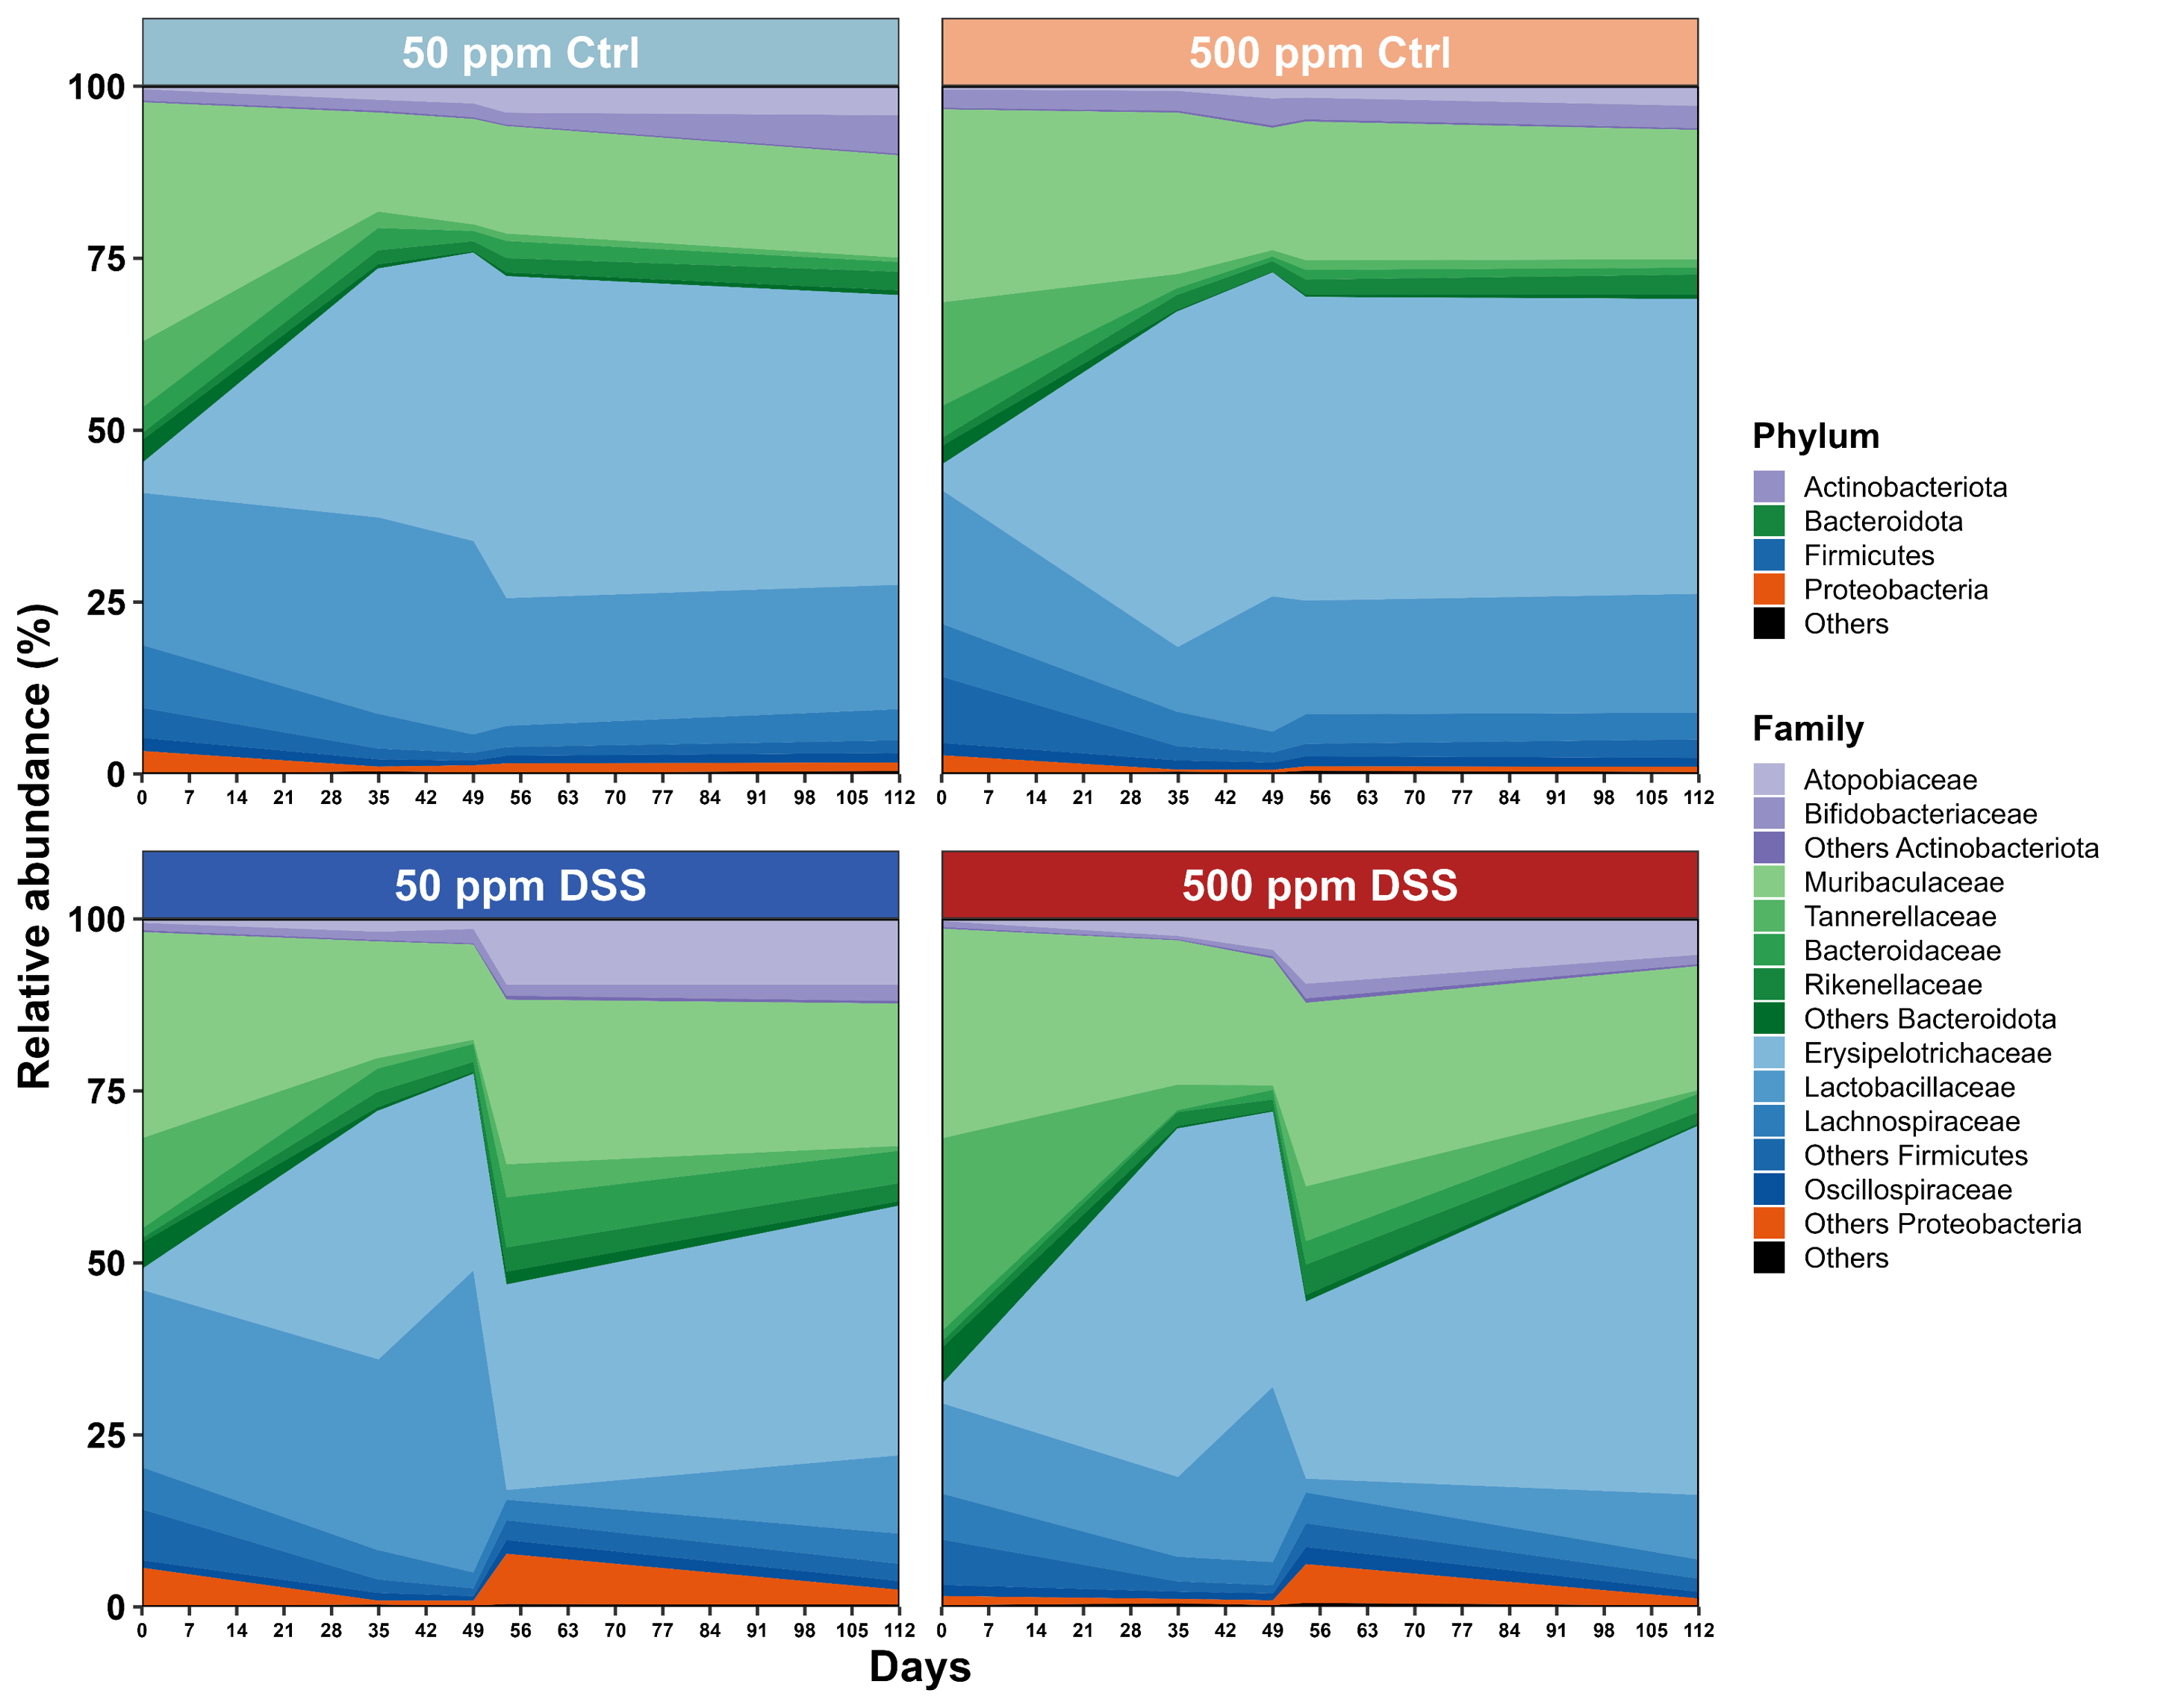 50 ppm Ctrl
500 ppm Ctrl
100
75
50
25
0
0 7 14 21 28 35 42 49 56 63 70 77 84 91 98 105 112
0 7 14 21 28 35 42 49 56 63 70 77 84 91 98 105 112
50 ppm DSS
500 ppm DSS
100
75
50
25
0
0 7 14 21 28 35 42 49 56 63 70 77 84 91 98 105 112
0 7 14 21 28 35 42 49 56 63 70 77 84 91 98 105 112
Relative abundance (%)
Days
Phylum
Actinobacteriota
Bacteroidota
Firmicutes
Proteobacteria
Others
Family
Atopobiaceae
Bifidobacteriaceae
Others Actinobacteriota
Muribaculaceae
Tannerellaceae
Bacteroidaceae
Rikenellaceae
Others Bacteroidota
Erysipelotrichaceae
Lactobacillaceae
Lachnospiraceae
Others Firmicutes
Oscillospiraceae
Others Proteobacteria
Others